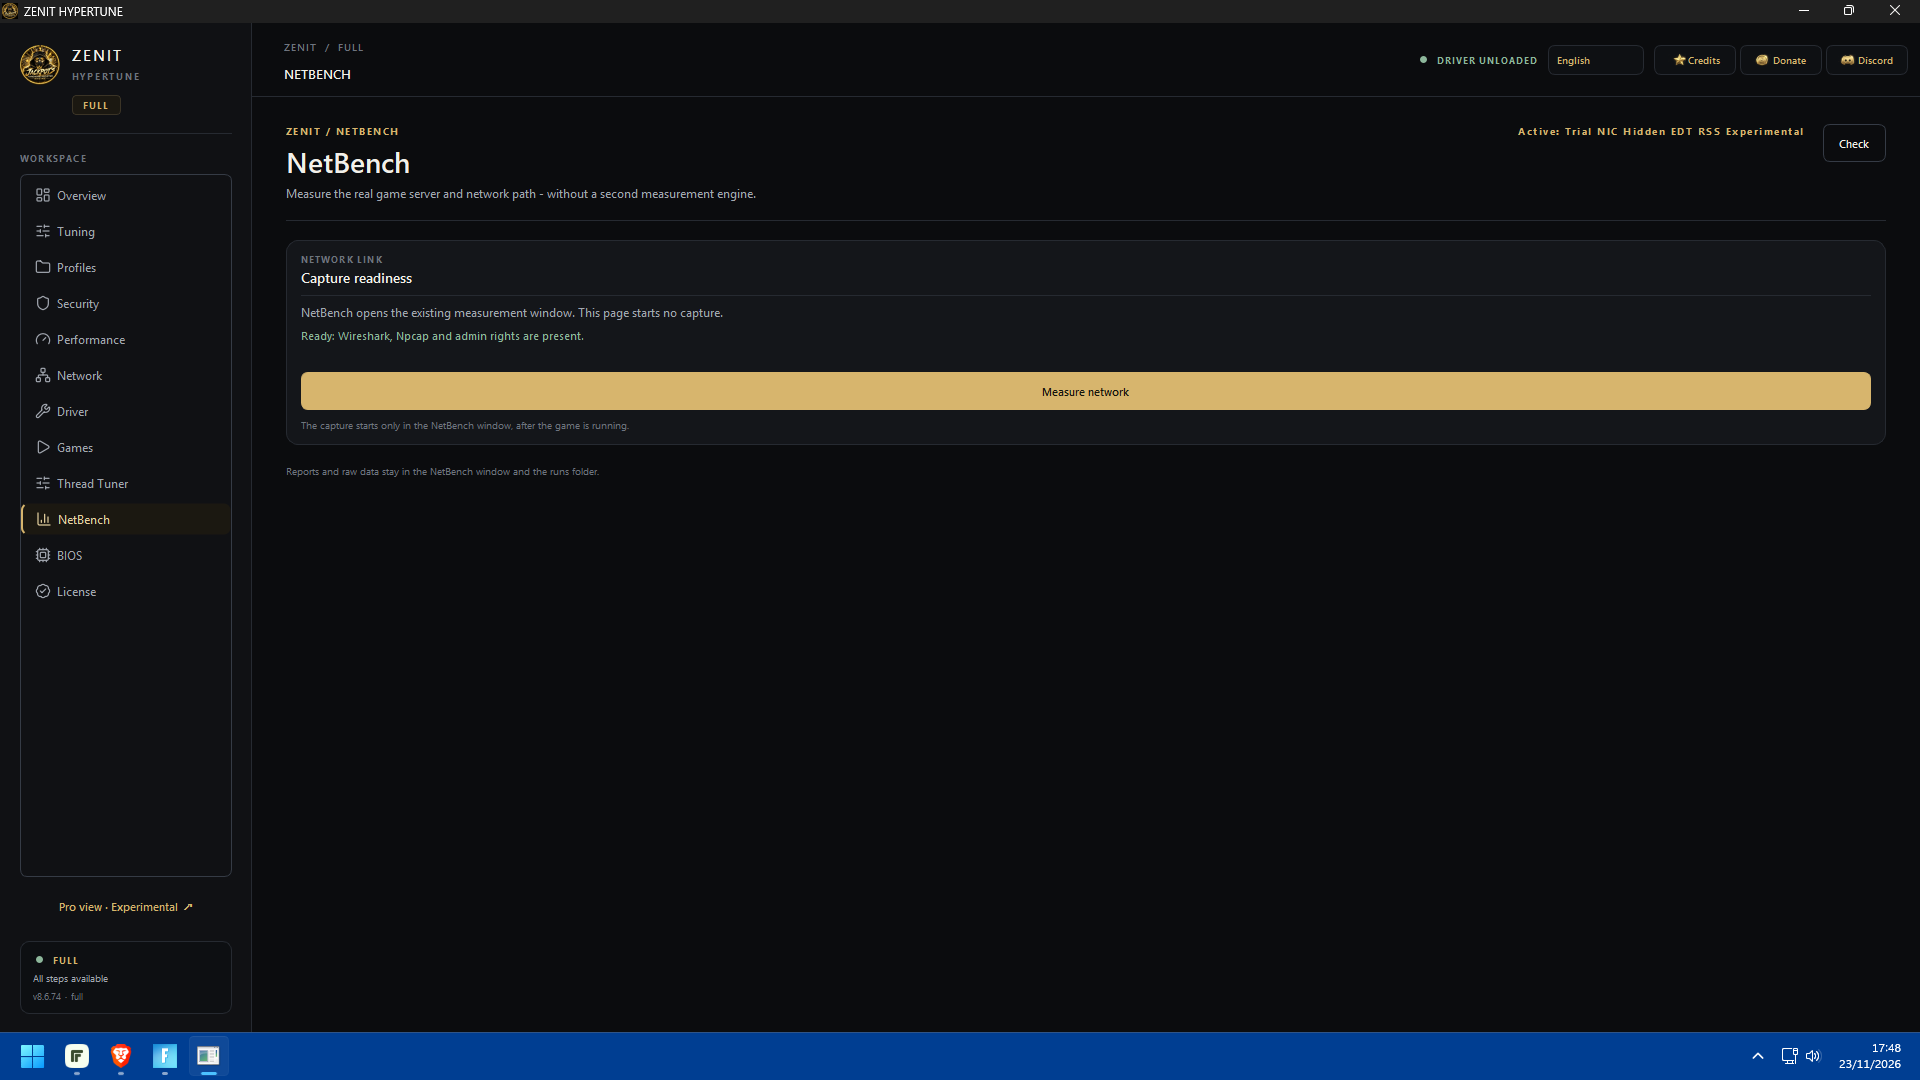 ZENIT HYPERTUNE
ZENIT
HYPERTUNE
FULL
WORKSPACE
Overview
Tuning
Profiles
Security
Performance
Network
Driver
Games
Thread Tuner
NetBench
BIOS
License
Pro view · Experimental ↗
FULL
All steps available
v8.6.74 - full
ZENIT / FULL
NETBENCH
DRIVER UNLOADED
English
Credits
Donate
Discord
ZENIT / NETBENCH
NetBench
Measure the real game server and network path - without a second measurement engine.
Active: Trial NIC Hidden EDT RSS Experimental
Check
NETWORK LINK
Capture readiness
NetBench opens the existing measurement window. This page starts no capture.
Ready: Wireshark, Npcap and admin rights are present.
Measure network
The capture starts only in the NetBench window, after the game is running.
Reports and raw data stay in the NetBench window and the runs folder.
17:48
23/11/2026